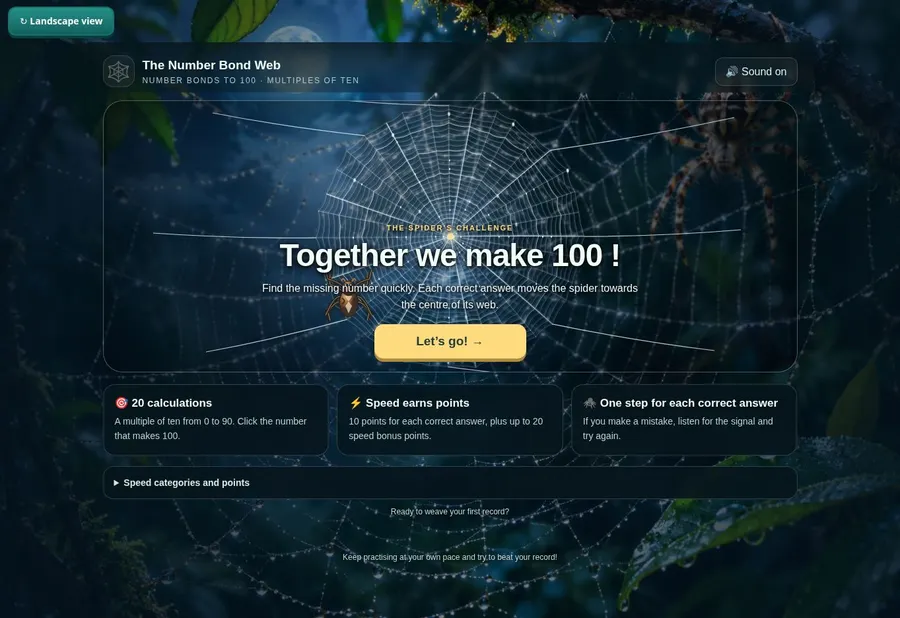 ↻ Landscape view
The Number Bond Web
NUMBER BONDS TO 100 · MULTIPLES OF TEN
🔊 Sound on
THE SPIDER'S CHALLENGE
Together we make 100 !
Find the missing number quickly. Each correct answer moves the spider towards
the centre of its web.
Let's go! →
🎯 20 calculations
A multiple of ten from 0 to 90. Click the number
that makes 100.
⚡ Speed earns points
10 points for each correct answer, plus up to 20
speed bonus points.
🕷 One step for each correct answer
If you make a mistake, listen for the signal and
try again.
▶ Speed categories and points
Ready to weave your first record?
Keep practising at your own pace and try to beat your record!